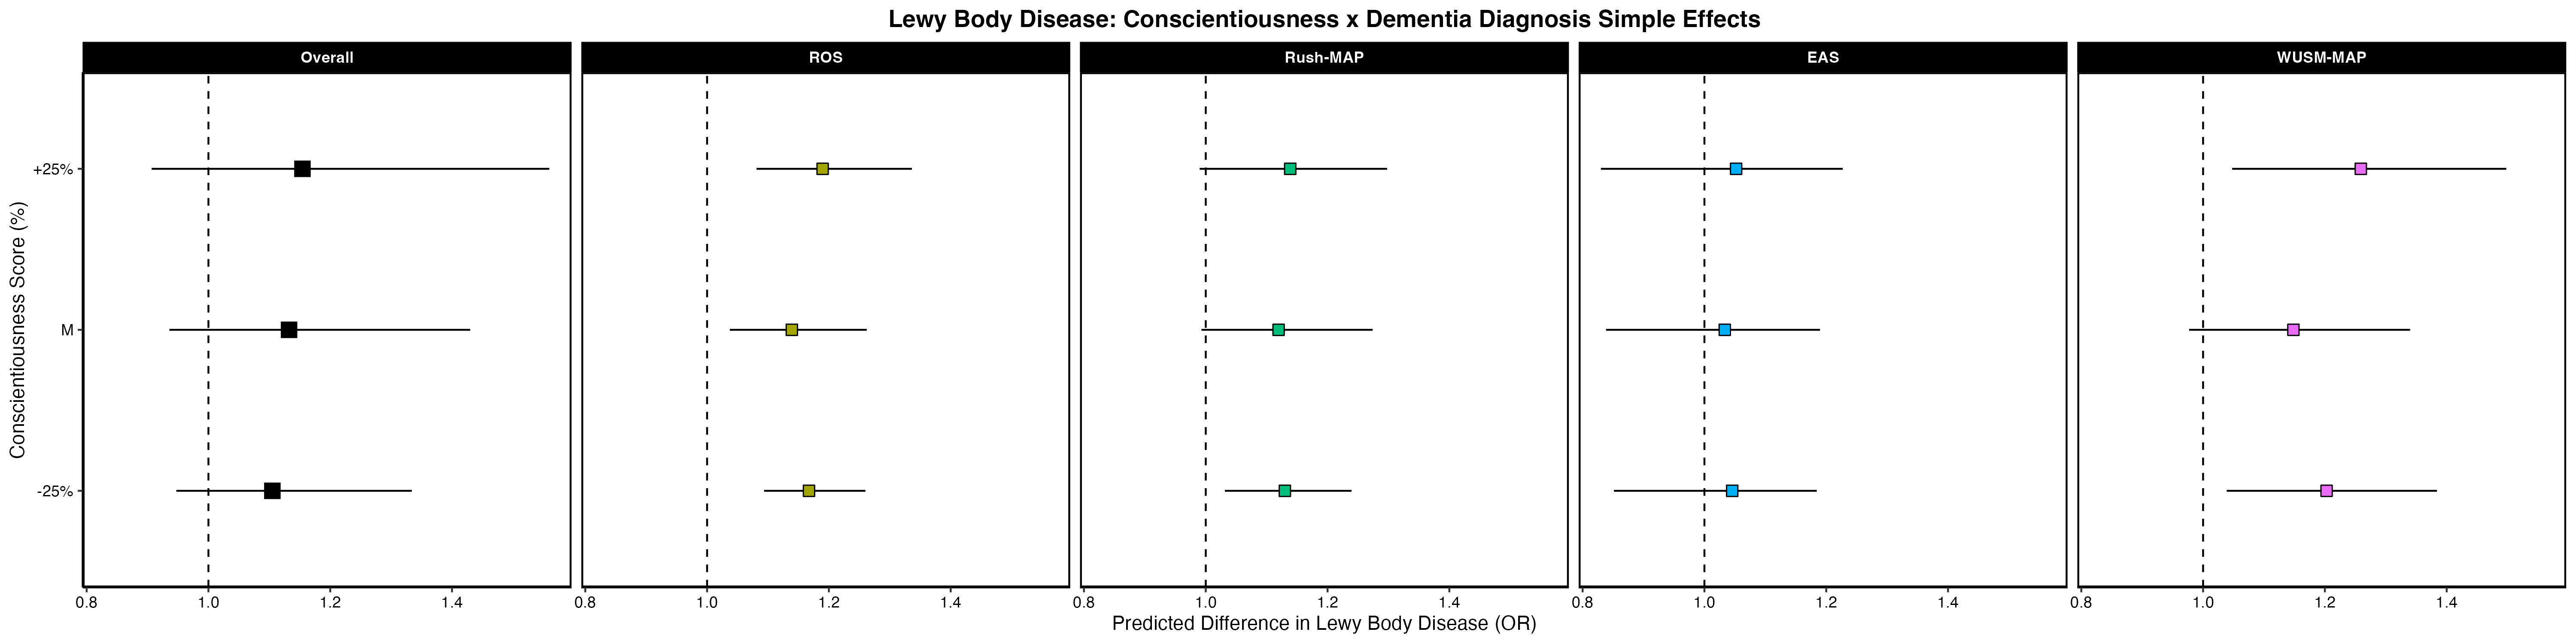 Lewy Body Disease: Conscientiousness x Dementia Diagnosis Simple Effects
Overall
ROS
Rush-MAP
EAS
WUSM-MAP
Conscientiousness Score (%)
+25%
M
-25%
0.8 1.0 1.2 1.4
0.8 1.0 1.2 1.4
0.8 1.0 1.2 1.4
0.8 1.0 1.2 1.4
0.8 1.0 1.2 1.4
Predicted Difference in Lewy Body Disease (OR)